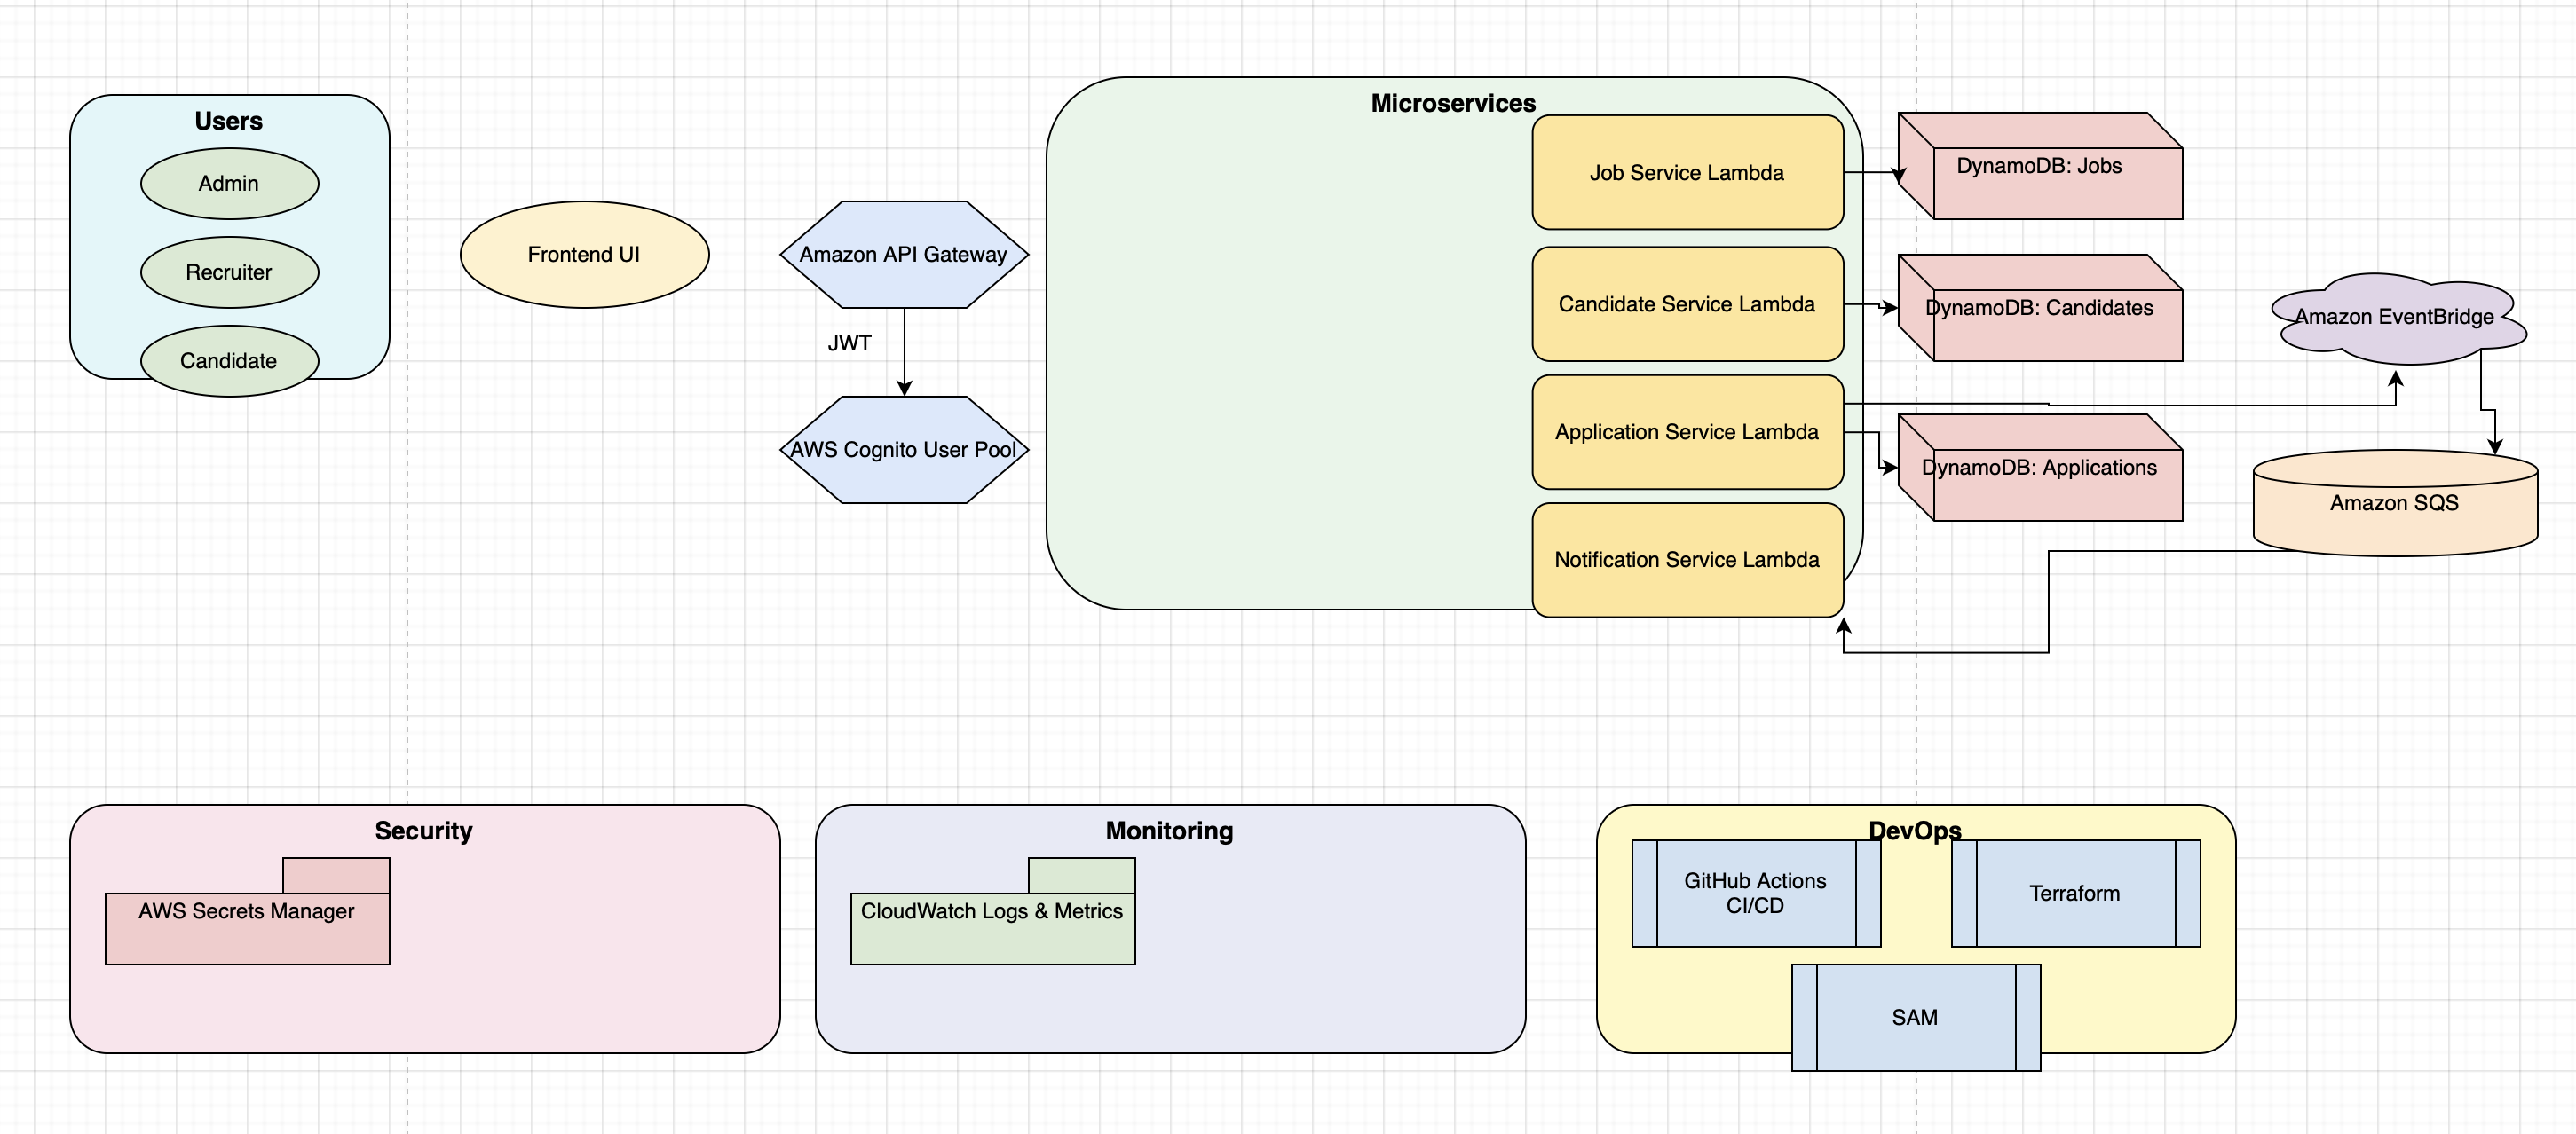 Users
Admin
Recruiter
Candidate
Frontend UI
Amazon API Gateway
JWT
AWS Cognito User Pool
Microservices
Job Service Lambda
Candidate Service Lambda
Application Service Lambda
Notification Service Lambda
DynamoDB: Jobs
DynamoDB: Candidates
DynamoDB: Applications
Amazon EventBridge
Amazon SQS
Security
AWS Secrets Manager
Monitoring
CloudWatch Logs & Metrics
DevOps
GitHub Actions
CI/CD
Terraform
SAM